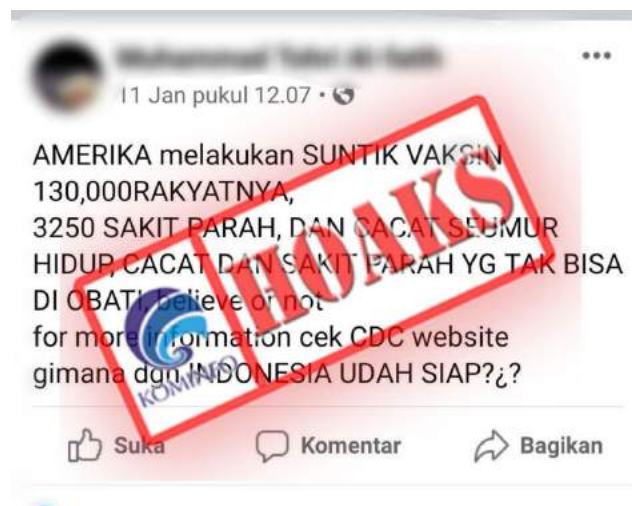 11 Jan pukul 12.07 •
AMERIKA melakukan SUNTIK VAKSIN
130,000RAKYATNYA,
3250 SAKIT PARAH, DAN CACAT SEUMUR
HIDUP, CACAT DAN SAKIT PARAH YG TAK BISA
DI OBATI, believe or not
for more information cek CDC website
gimana dgn INDONESIA UDAH SIAP?¿?
HOAKS
KOMINFO
Suka Komentar Bagikan